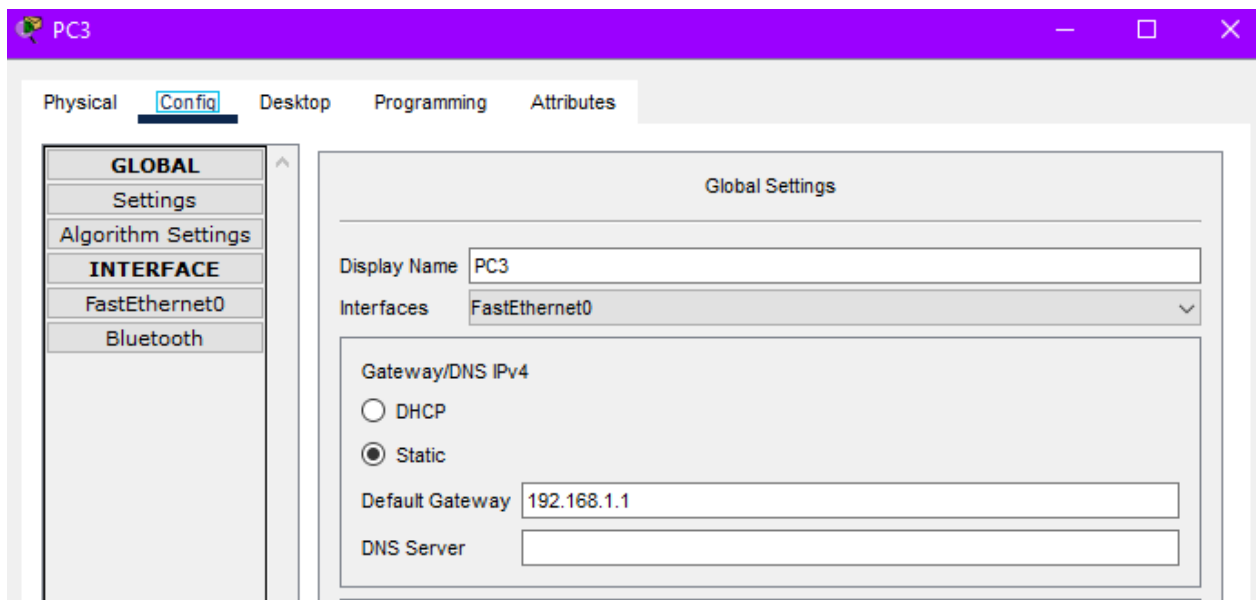 PC3
Physical Config Desktop Programming Attributes
GLOBAL
Settings
Algorithm Settings
INTERFACE
FastEthernet0
Bluetooth
Global Settings
Display Name PC3
Interfaces FastEthernet0
Gateway/DNS IPv4
DHCP
Static
Default Gateway 192.168.1.1
DNS Server